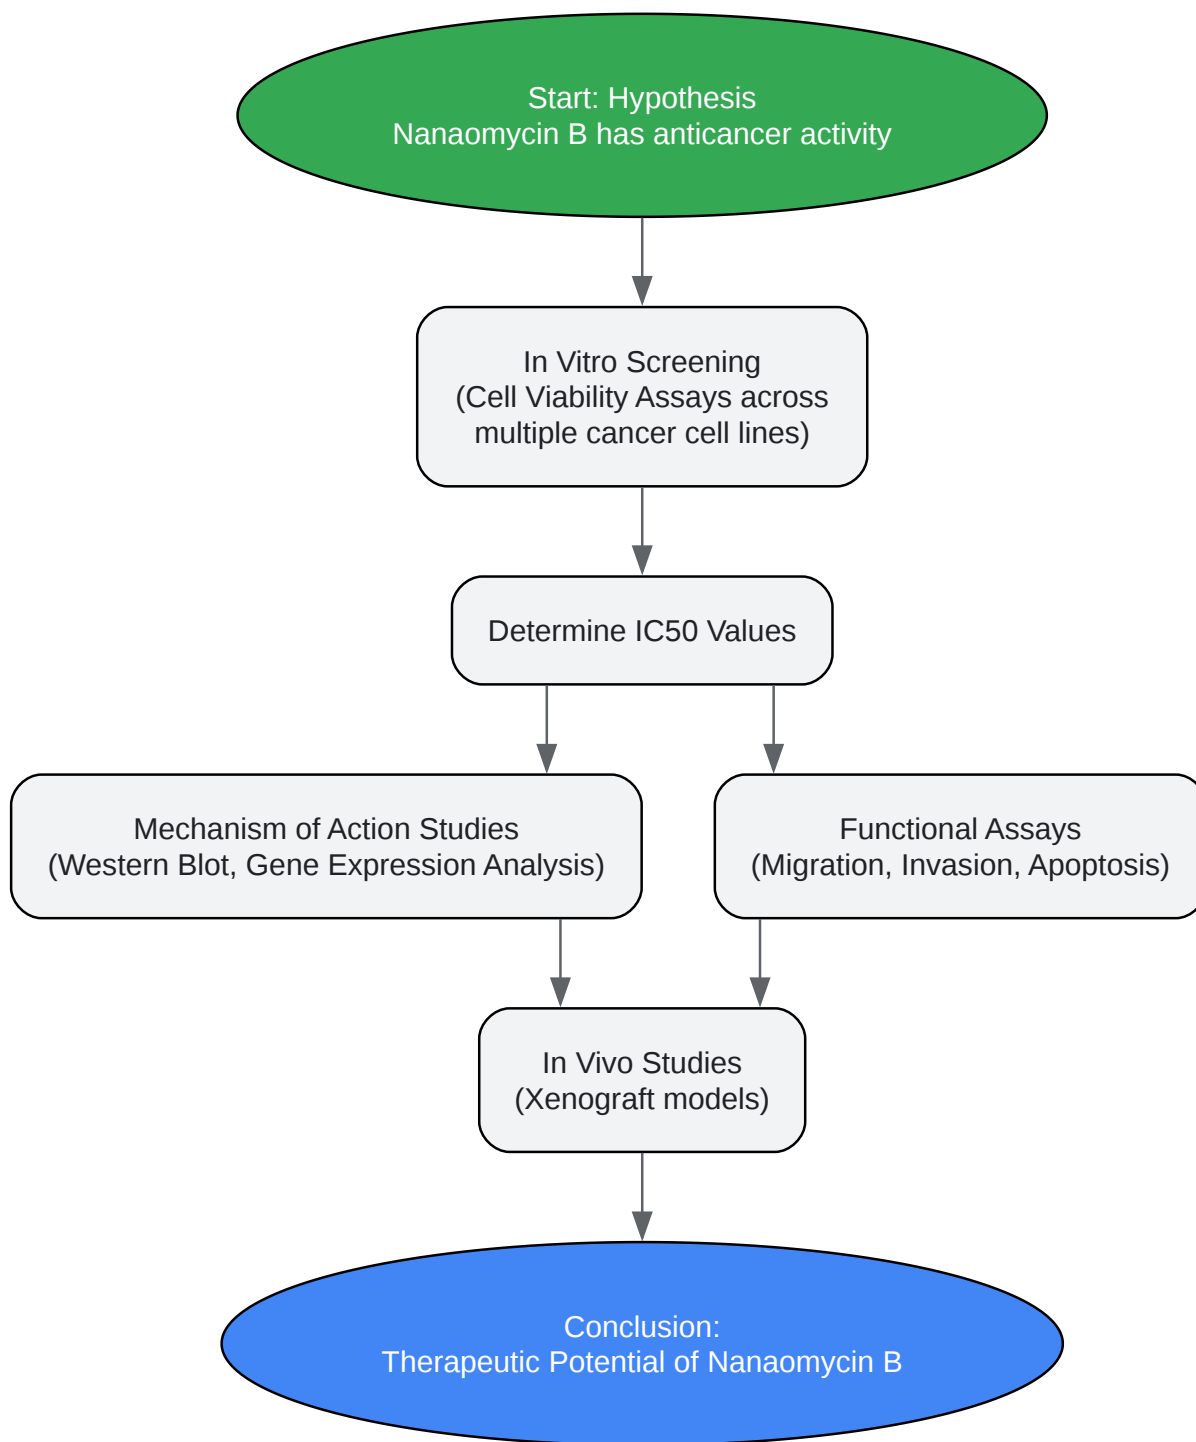 Start: Hypothesis
Nanaomycin B has anticancer activity
In Vitro Screening
(Cell Viability Assays across
multiple cancer cell lines)
Determine IC50 Values
Mechanism of Action Studies
(Western Blot, Gene Expression Analysis)
Functional Assays
(Migration, Invasion, Apoptosis)
In Vivo Studies
(Xenograft models)
Conclusion:
Therapeutic Potential of Nanaomycin B